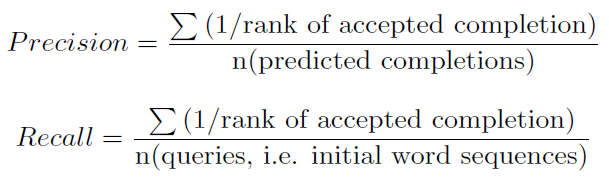 Precision = ∑ (1/rank of accepted completion) / n(predicted completions)
Recall = ∑ (1/rank of accepted completion) / n(queries, i.e. initial word sequences)